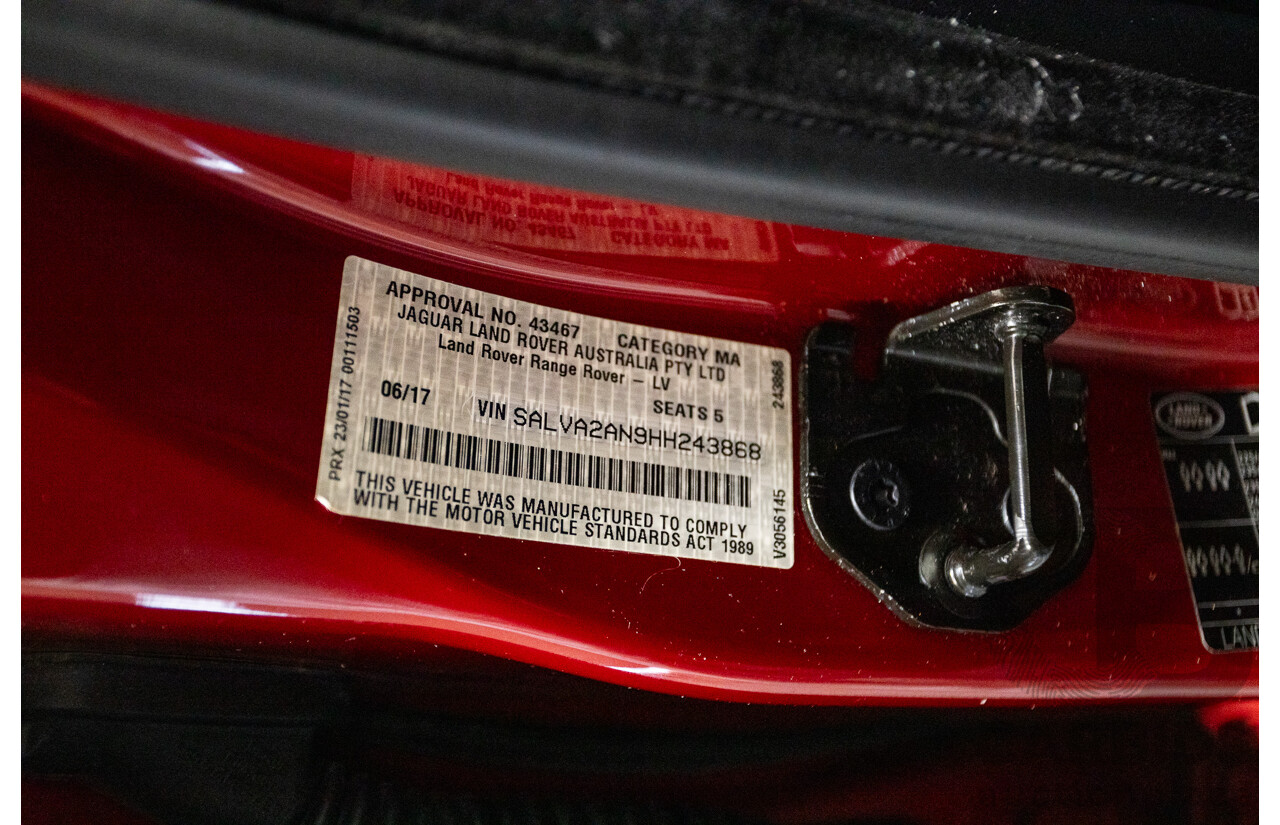 APPROVAL NO. 43467 CATEGORY MA
JAGUAR LAND ROVER AUSTRALIA PTY LTD
Land Rover Range Rover – LV
06/17 SEATS 5
VIN SALVA2AN9HH243868
THIS VEHICLE WAS MANUFACTURED TO COMPLY
WITH THE MOTOR VEHICLE STANDARDS ACT 1989
PRX 23/01/17 00111503
243868
V3056145
LAND
ROVER